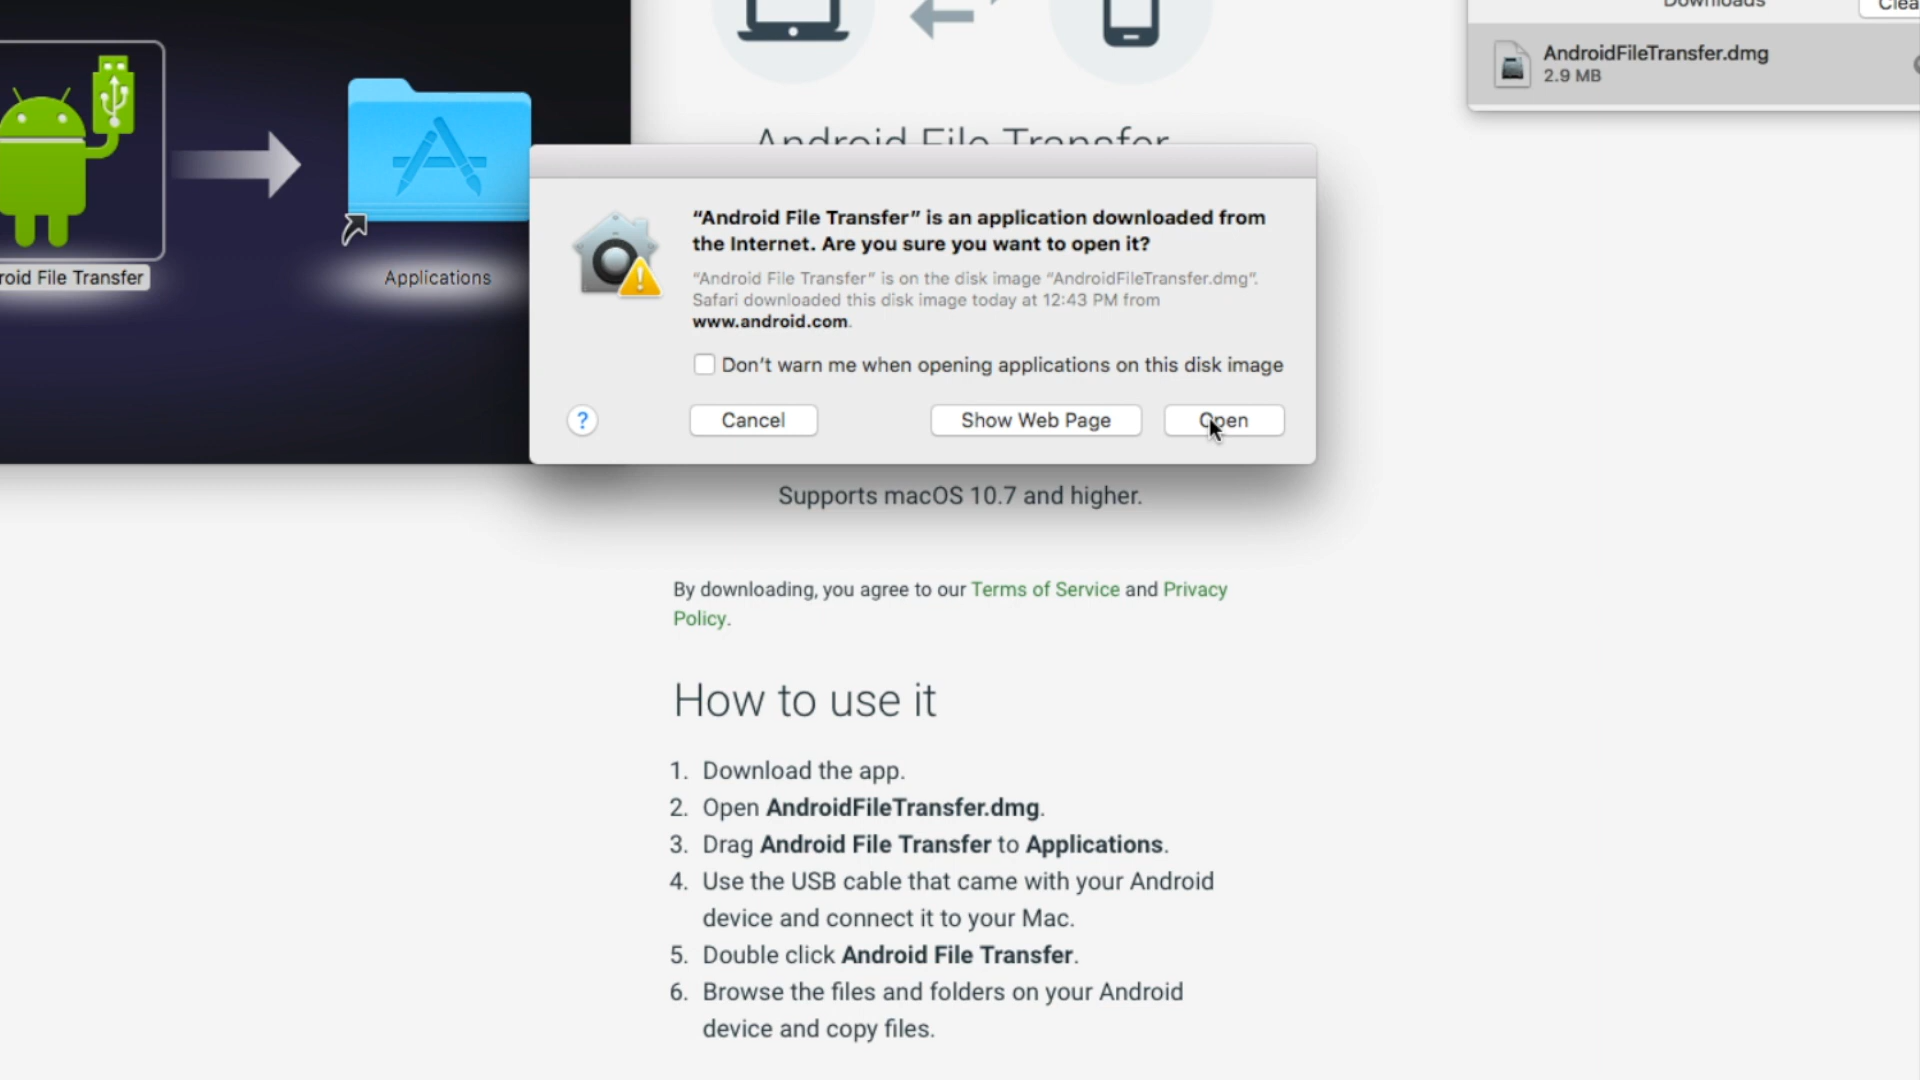 Downloads
Clea
AndroidFileTransfer.dmg
2.9 MB
Android File Transfer
roid File Transfer
Applications
“Android File Transfer” is an application downloaded from
the Internet. Are you sure you want to open it?
“Android File Transfer” is on the disk image “AndroidFileTransfer.dmg”.
Safari downloaded this disk image today at 12:43 PM from
www.android.com.
Don’t warn me when opening applications on this disk image
?
Cancel
Show Web Page
Open
Supports macOS 10.7 and higher.
By downloading, you agree to our Terms of Service and Privacy
Policy.
How to use it
1. Download the app.
2. Open AndroidFileTransfer.dmg.
3. Drag Android File Transfer to Applications.
4. Use the USB cable that came with your Android
device and connect it to your Mac.
5. Double click Android File Transfer.
6. Browse the files and folders on your Android
device and copy files.